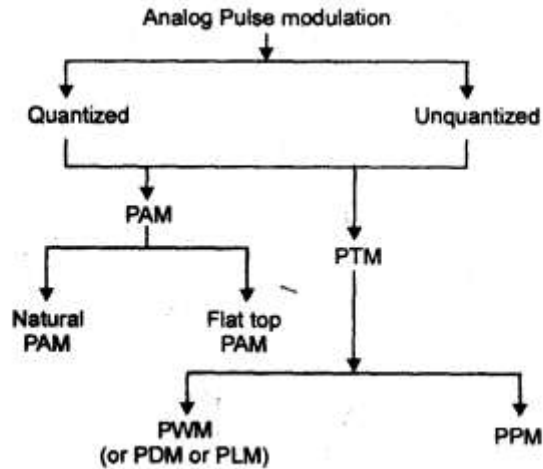 Analog Pulse modulation
Quantized
Unquantized
PAM
PTM
Natural
PAM
Flat top
PAM
PWM
(or PDM or PLM)
PPM